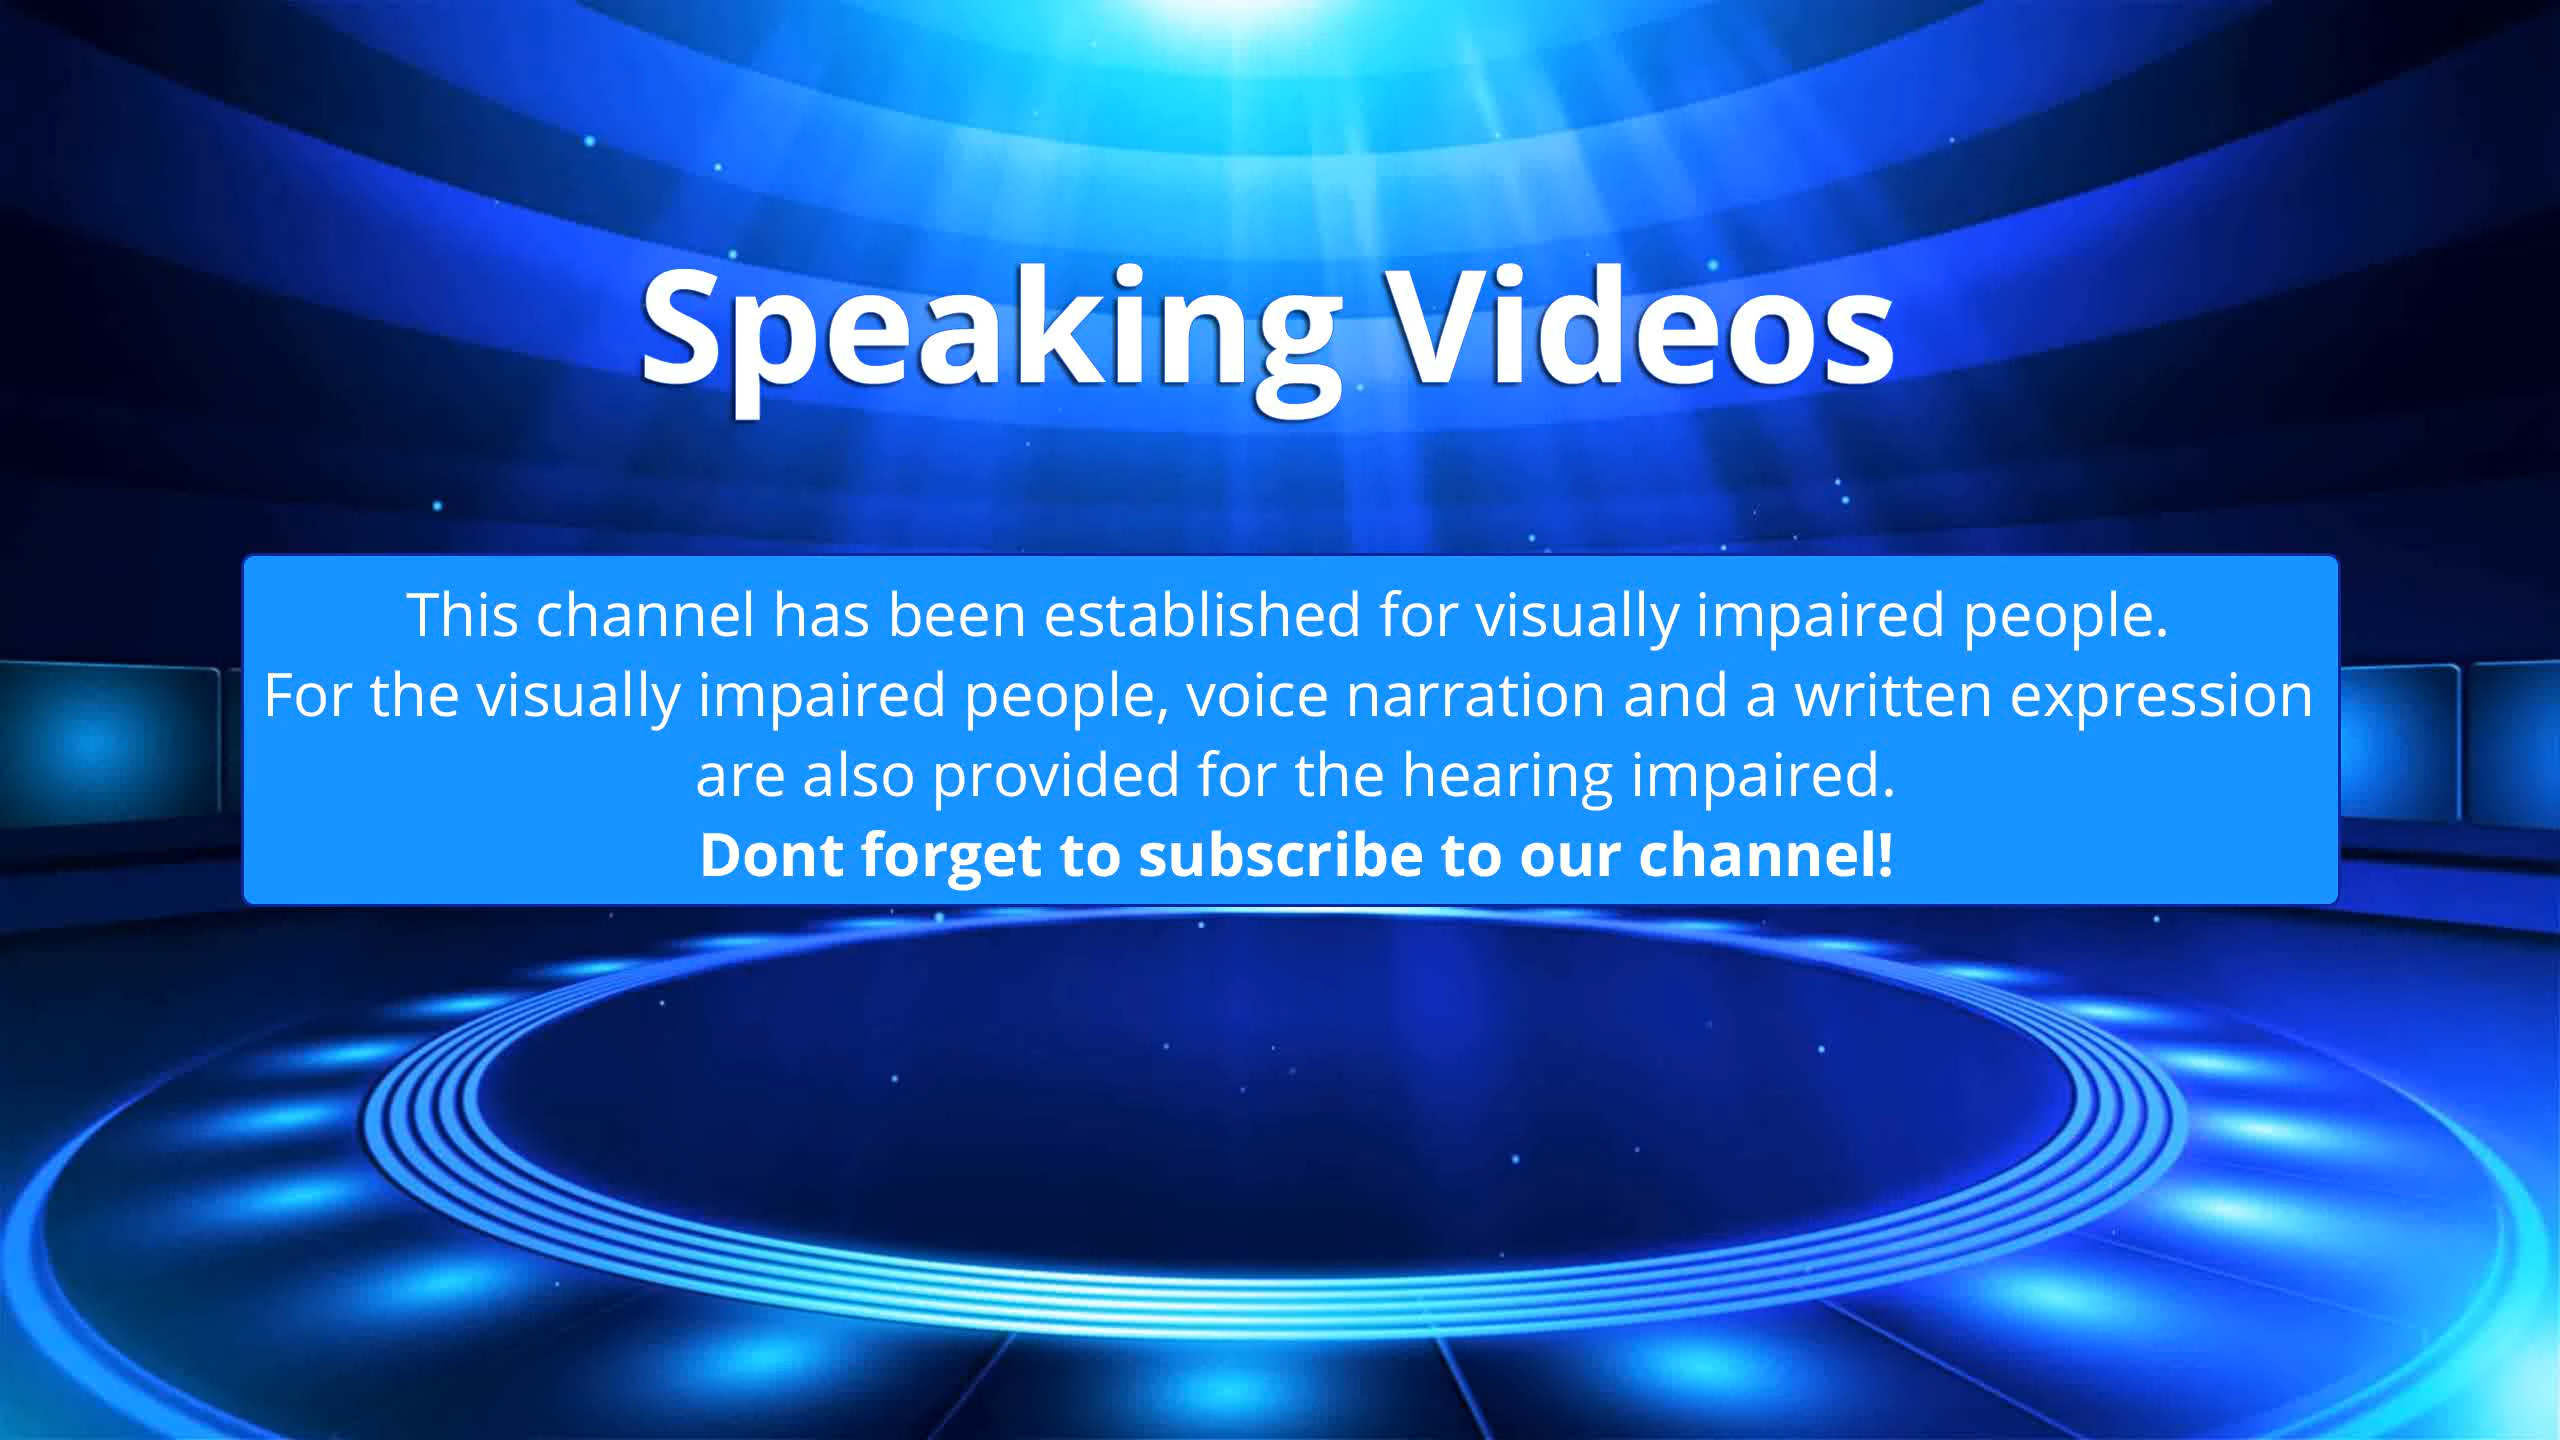 Speaking Videos
This channel has been established for visually impaired people.
For the visually impaired people, voice narration and a written expression
are also provided for the hearing impaired.
Dont forget to subscribe to our channel!